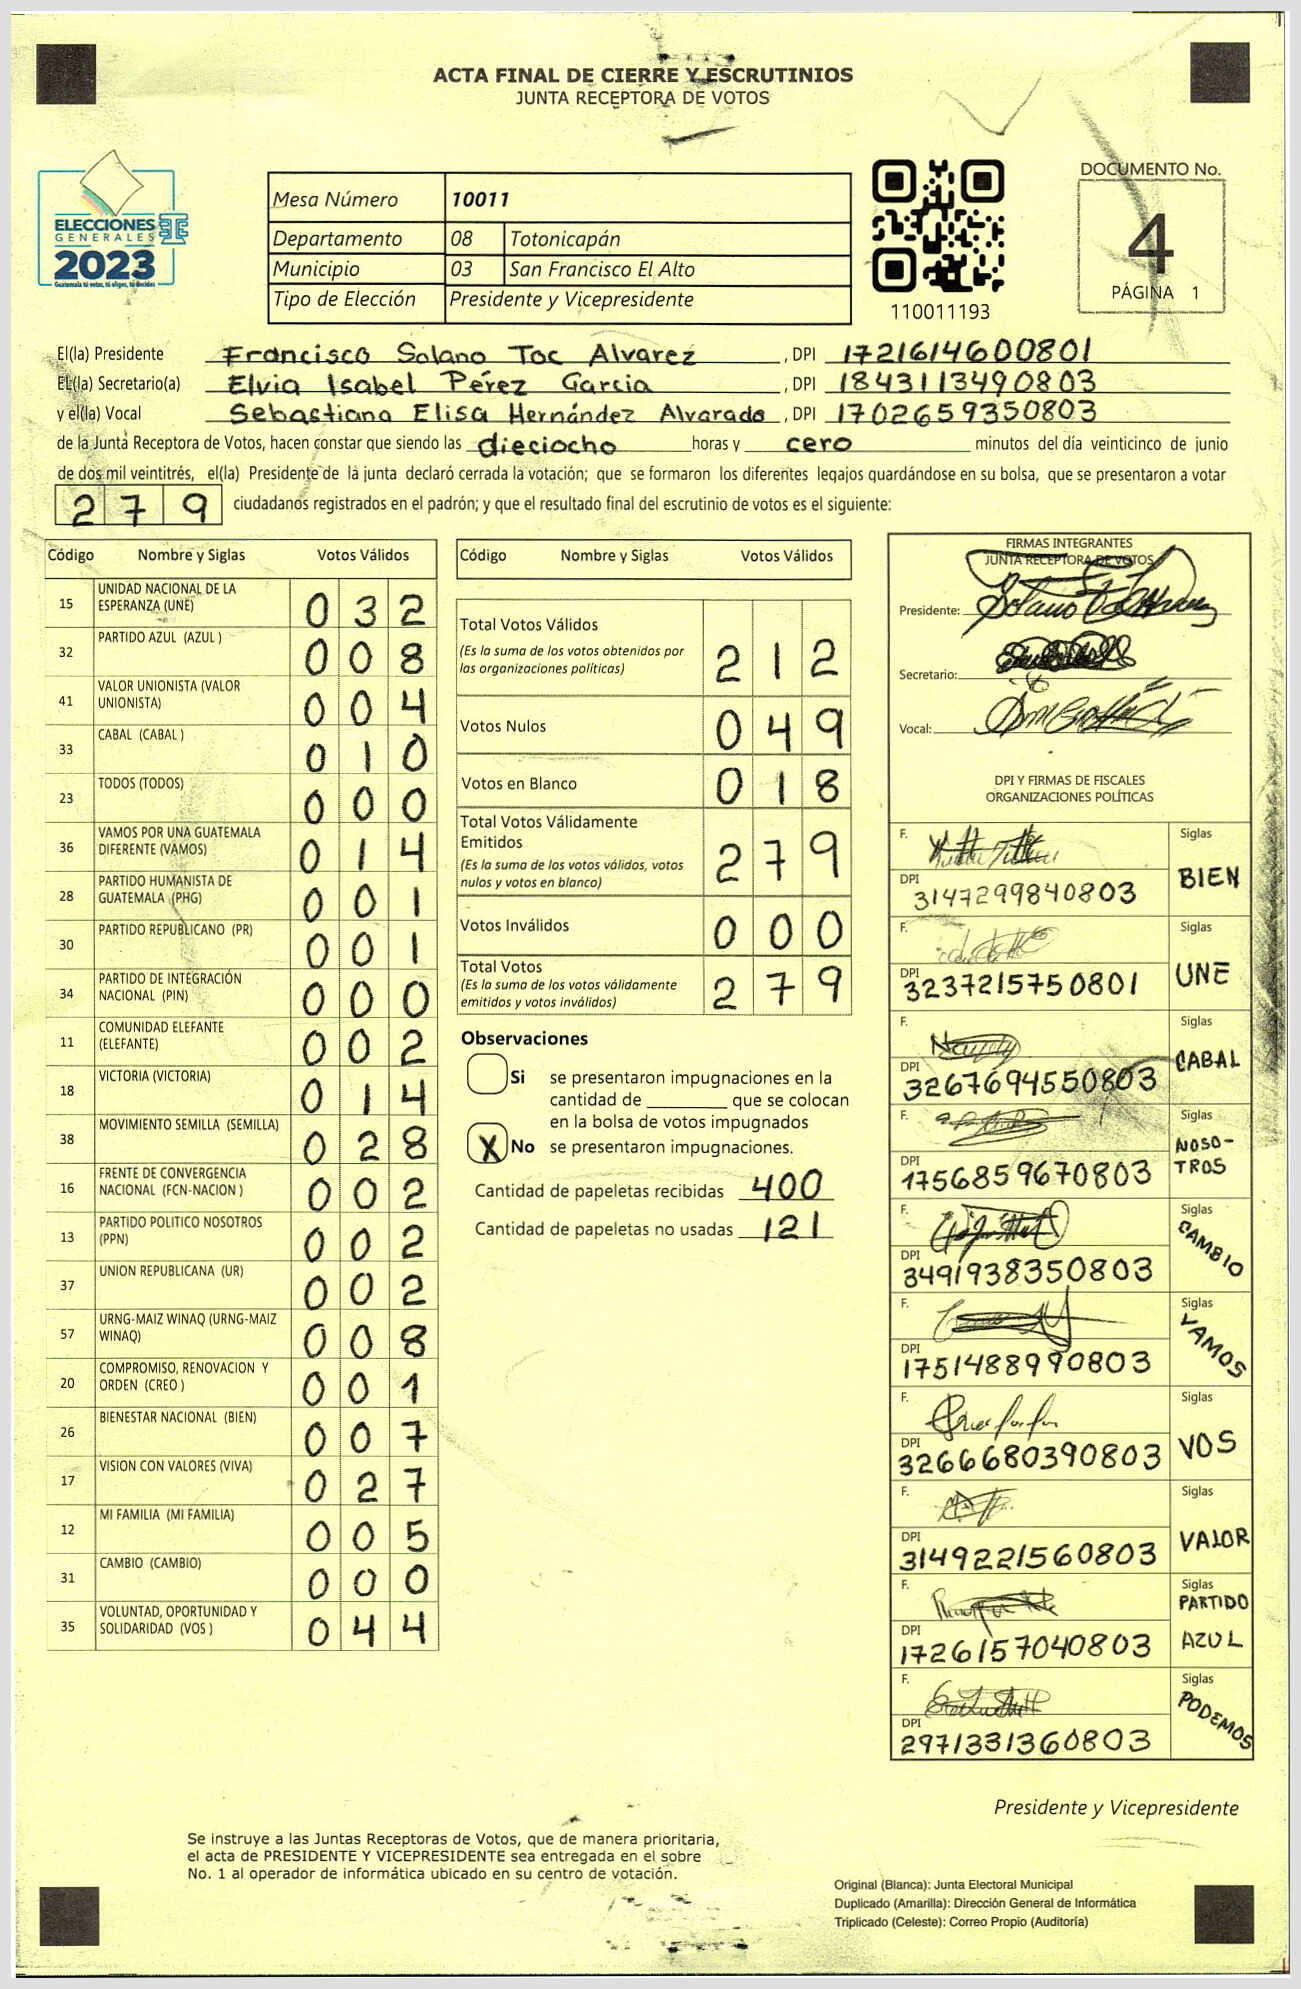 ACTA FINAL DE CIERRE Y ESCRUTINIOS
JUNTA RECEPTORA DE VOTOS
ELECCIONES
GENERALES
2023
Guatemala tú votas, tú eliges, tú decides
Mesa Número 10011
Departamento 08 Totonicapán
Municipio 03 San Francisco El Alto
Tipo de Elección Presidente y Vicepresidente
110011193
DOCUMENTO No.
4
PÁGINA 1
El(la) Presidente Francisco Solano Toc Alvarez, DPI 1721614600801
EL(la) Secretario(a) Elvia Isabel Pérez Garcia, DPI 1843113490803
y el(la) Vocal Sebastiana Elisa Hernández Alvarado, DPI 1702659350803
de la Junta Receptora de Votos, hacen constar que siendo las dieciocho horas y cero minutos del día veinticinco de junio
de dos mil veintitrés, el(la) Presidente de la junta declaró cerrada la votación; que se formaron los diferentes legajos guardándose en su bolsa, que se presentaron a votar
279 ciudadanos registrados en el padrón; y que el resultado final del escrutinio de votos es el siguiente:
Código Nombre y Siglas Votos Válidos
15 UNIDAD NACIONAL DE LA
ESPERANZA (UNE) 032
32 PARTIDO AZUL (AZUL ) 008
41 VALOR UNIONISTA (VALOR
UNIONISTA) 004
33 CABAL (CABAL ) 010
23 TODOS (TODOS) 000
36 VAMOS POR UNA GUATEMALA
DIFERENTE (VAMOS) 014
28 PARTIDO HUMANISTA DE
GUATEMALA (PHG) 001
30 PARTIDO REPUBLICANO (PR) 001
34 PARTIDO DE INTEGRACIÓN
NACIONAL (PIN) 000
11 COMUNIDAD ELEFANTE
(ELEFANTE) 002
18 VICTORIA (VICTORIA) 014
38 MOVIMIENTO SEMILLA (SEMILLA) 028
16 FRENTE DE CONVERGENCIA
NACIONAL (FCN-NACION ) 002
13 PARTIDO POLITICO NOSOTROS
(PPN) 002
37 UNION REPUBLICANA (UR) 002
57 URNG-MAIZ WINAQ (URNG-MAIZ
WINAQ) 008
20 COMPROMISO, RENOVACION Y
ORDEN (CREO ) 001
26 BIENESTAR NACIONAL (BIEN) 007
17 VISION CON VALORES (VIVA) 027
12 MI FAMILIA (MI FAMILIA) 005
31 CAMBIO (CAMBIO) 000
35 VOLUNTAD, OPORTUNIDAD Y
SOLIDARIDAD (VOS ) 044
Código Nombre y Siglas Votos Válidos
Total Votos Válidos
(Es la suma de los votos obtenidos por
las organizaciones políticas) 212
Votos Nulos 049
Votos en Blanco 018
Total Votos Válidamente
Emitidos
(Es la suma de los votos válidos, votos
nulos y votos en blanco) 279
Votos Inválidos 000
Total Votos
(Es la suma de los votos válidamente
emitidos y votos inválidos) 279
Observaciones
Si se presentaron impugnaciones en la
cantidad de ________ que se colocan
en la bolsa de votos impugnados
X No se presentaron impugnaciones.
Cantidad de papeletas recibidas 400
Cantidad de papeletas no usadas 121
FIRMAS INTEGRANTES
JUNTA RECEPTORA DE VOTOS
Presidente:
Secretario:
Vocal:
DPI Y FIRMAS DE FISCALES
ORGANIZACIONES POLÍTICAS
F. Siglas
DPI 3147299840803 BIEN
F. Siglas
DPI 3237215750801 UNE
F. Siglas
DPI 3267694550803 CABAL
F. Siglas
DPI 1756859670803 NOSO-
TROS
F. Siglas
DPI 3491938350803 CAMBIO
F. Siglas
DPI 1751488990803 VAMOS
F. Siglas
DPI 3266680390803 VOS
F. Siglas
DPI 3149221560803 VALOR
F. Siglas
DPI 1726157040803 PARTIDO
AZUL
F. Siglas
DPI 2971331360803 PODEMOS
Presidente y Vicepresidente
Se instruye a las Juntas Receptoras de Votos, que de manera prioritaria,
el acta de PRESIDENTE Y VICEPRESIDENTE sea entregada en el sobre
No. 1 al operador de informática ubicado en su centro de votación.
Original (Blanca): Junta Electoral Municipal
Duplicado (Amarilla): Dirección General de Informática
Triplicado (Celeste): Correo Propio (Auditoría)